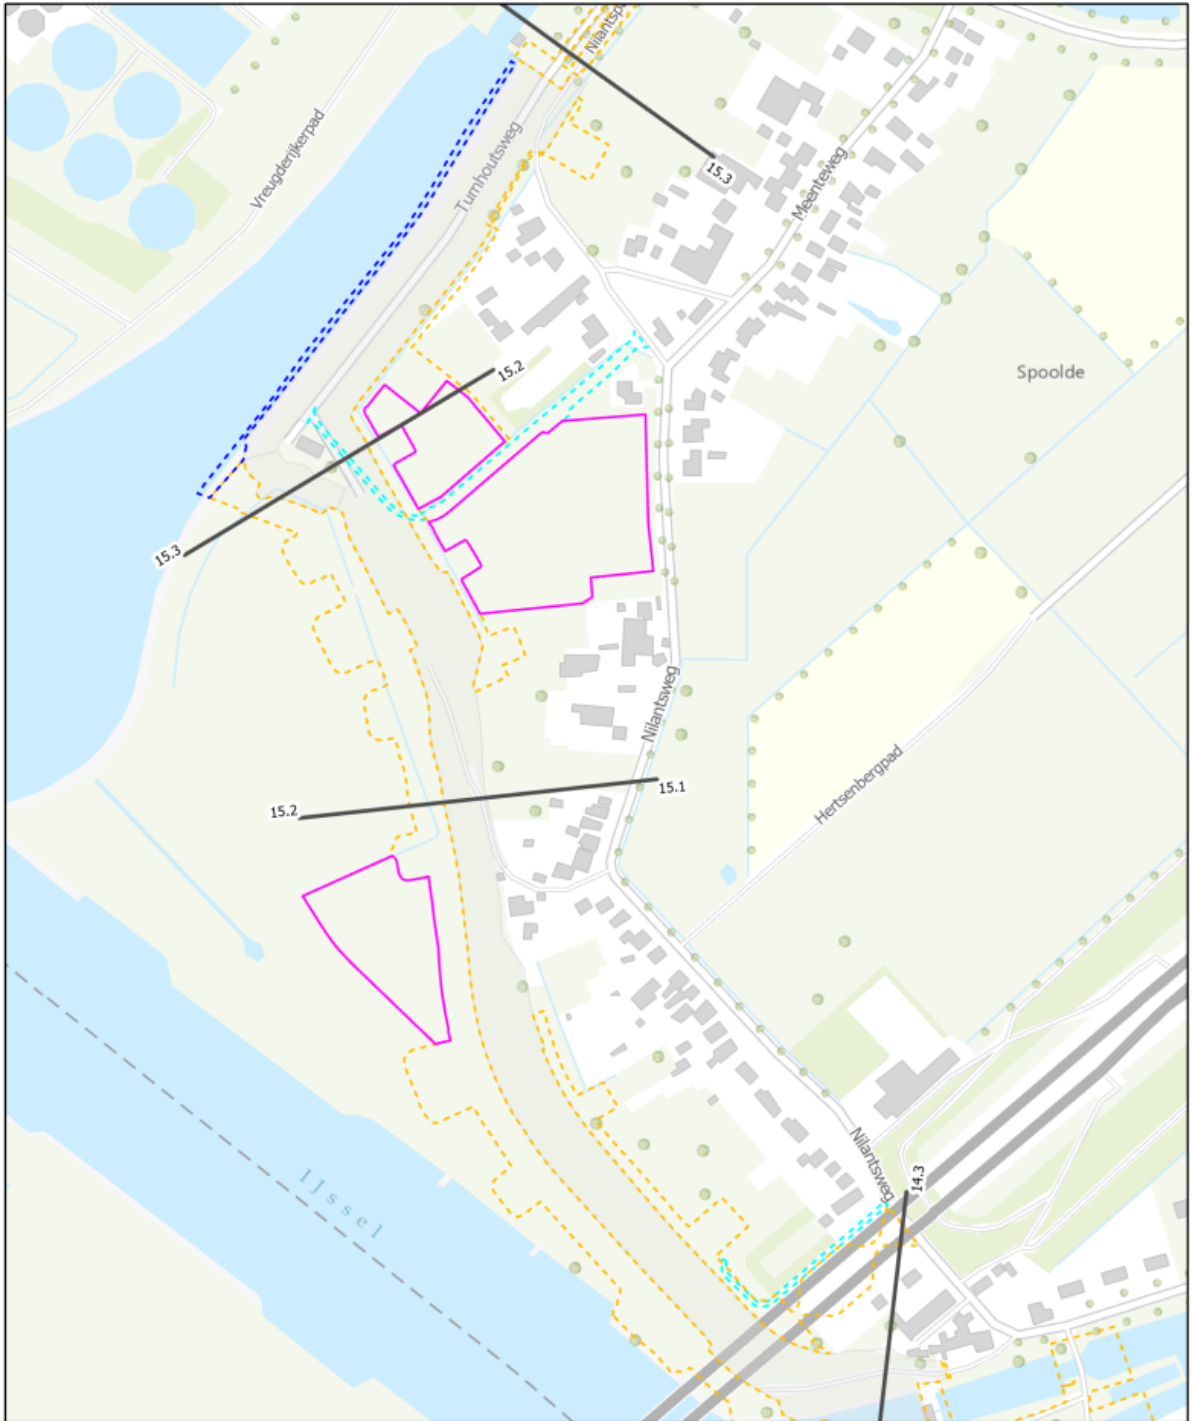 Nilantsp
Turnhoutsweg
Vreugderijkerpad
15.3
Meenteweg
15.2
Spoolde
15.3
Nilantsweg
Hertsenbergpad
15.2
15.1
Nilantsweg
14.3
IJssel